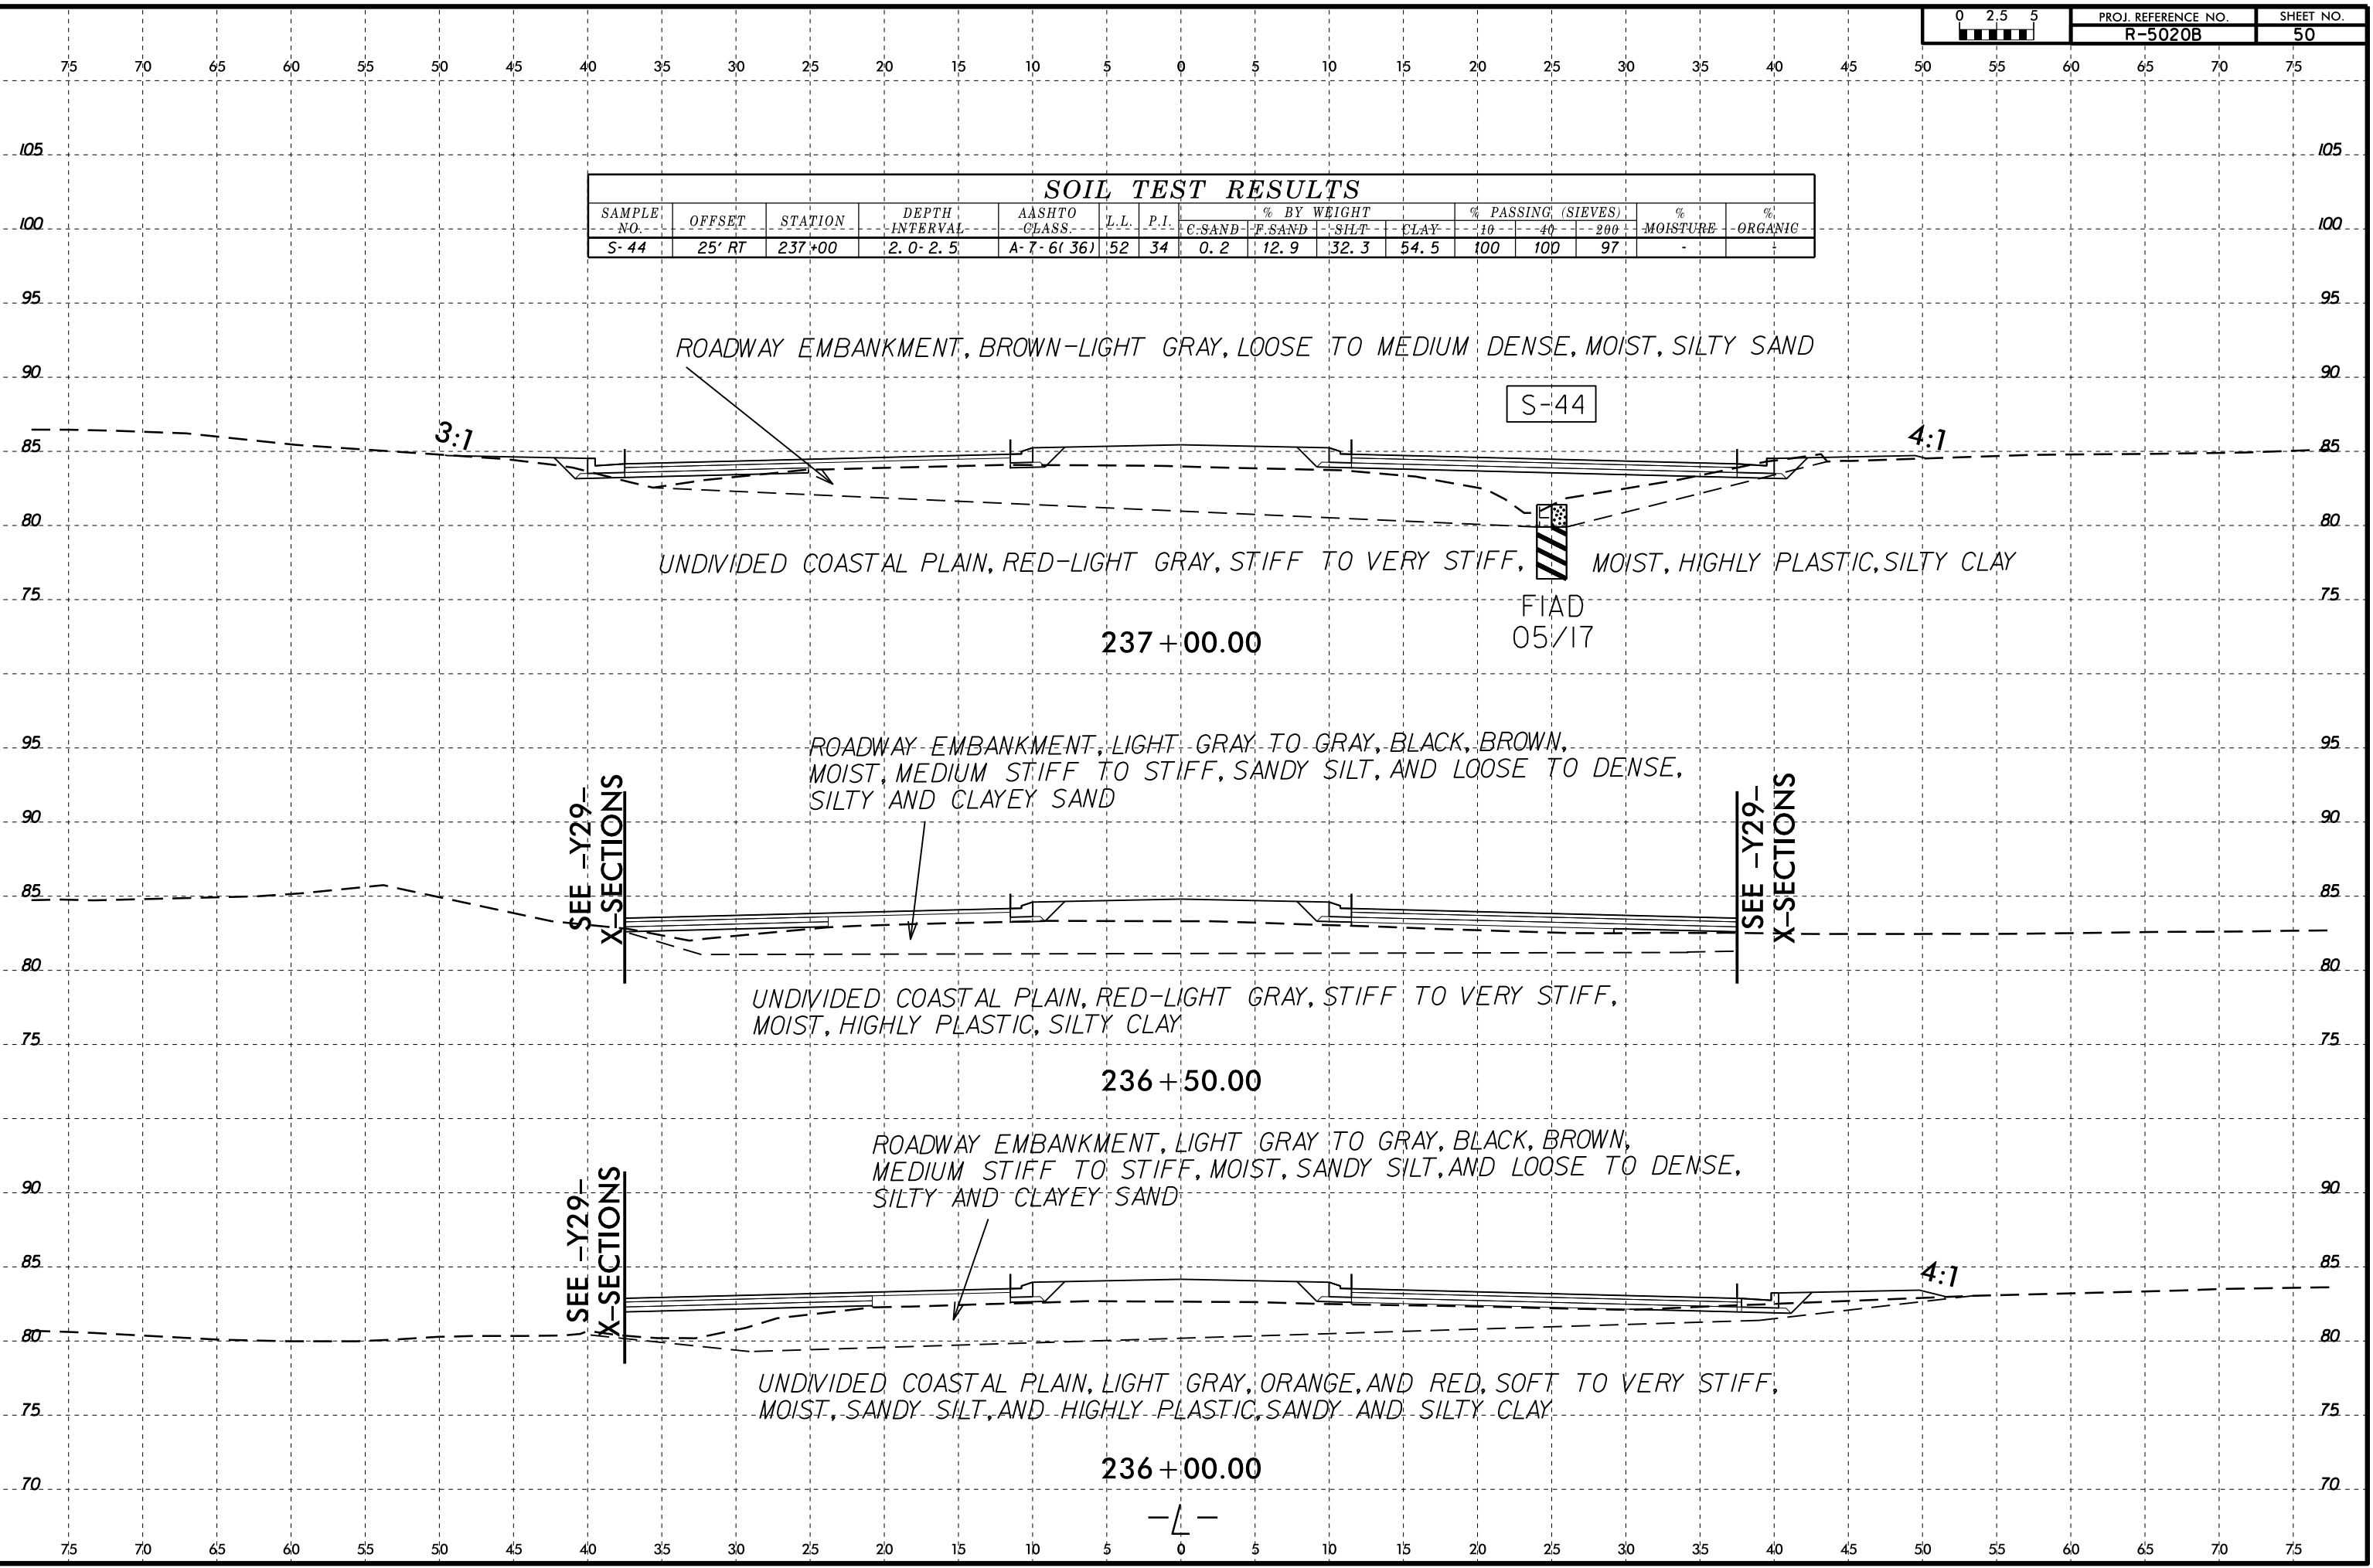 0 2.5 5
PROJ. REFERENCE NO. SHEET NO.
R-5020B 50
75 70 65 60 55 50 45 40 35 30 25 20 15 10 5 0 5 10 15 20 25 30 35 40 45 50 55 60 65 70 75
105 105
SOIL TEST RESULTS
SAMPLE NO. OFFSET STATION DEPTH INTERVAL AASHTO CLASS. L.L. P.I. % BY WEIGHT % PASSING (SIEVES) % MOISTURE % ORGANIC
C.SAND F.SAND SILT CLAY 10 40 200
S-44 25' RT 237+00 2.0-2.5 A-7-6(36) 52 34 0.2 12.9 32.3 54.5 100 100 97 - -
100 100
95 95
ROADWAY EMBANKMENT, BROWN-LIGHT GRAY, LOOSE TO MEDIUM DENSE, MOIST, SILTY SAND
90 90
S-44
3:1 4:1
85 85
80 80
UNDIVIDED COASTAL PLAIN, RED-LIGHT GRAY, STIFF TO VERY STIFF, MOIST, HIGHLY PLASTIC, SILTY CLAY
75 75
FIAD
05/17
237+00.00
95 95
ROADWAY EMBANKMENT, LIGHT GRAY TO GRAY, BLACK, BROWN,
MOIST, MEDIUM STIFF TO STIFF, SANDY SILT, AND LOOSE TO DENSE,
SILTY AND CLAYEY SAND
90 90
SEE -Y29-
X-SECTIONS
SEE -Y29-
X-SECTIONS
85 85
80 80
UNDIVIDED COASTAL PLAIN, RED-LIGHT GRAY, STIFF TO VERY STIFF,
MOIST, HIGHLY PLASTIC, SILTY CLAY
75 75
236+50.00
ROADWAY EMBANKMENT, LIGHT GRAY TO GRAY, BLACK, BROWN,
MEDIUM STIFF TO STIFF, MOIST, SANDY SILT, AND LOOSE TO DENSE,
SILTY AND CLAYEY SAND
90 90
SEE -Y29-
X-SECTIONS
85 85
4:1
80 80
UNDIVIDED COASTAL PLAIN, LIGHT GRAY, ORANGE, AND RED, SOFT TO VERY STIFF,
MOIST, SANDY SILT, AND HIGHLY PLASTIC, SANDY AND SILTY CLAY
75 75
236+00.00
70 70
-L-
75 70 65 60 55 50 45 40 35 30 25 20 15 10 5 0 5 10 15 20 25 30 35 40 45 50 55 60 65 70 75